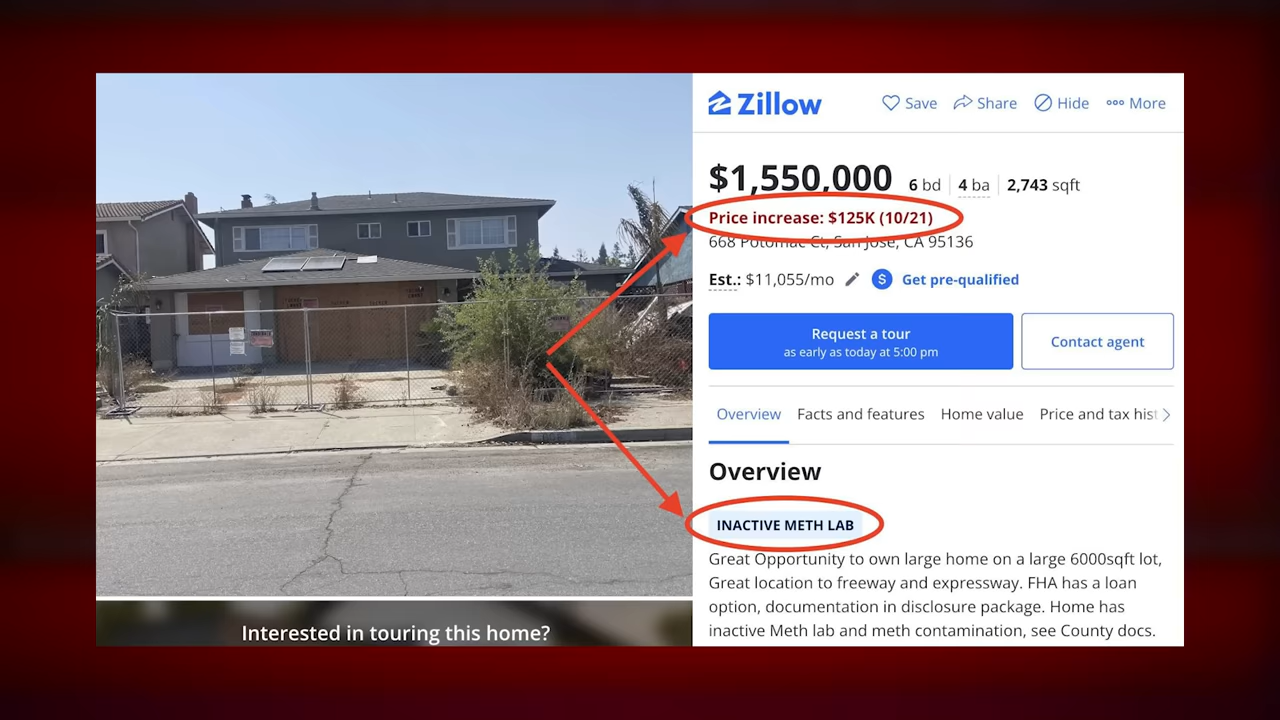 Zillow
Save Share Hide More
$1,550,000 6 bd 4 ba 2,743 sqft
Price increase: $125K (10/21)
668 Potomac Ct, San Jose, CA 95136
Est.: $11,055/mo $ Get pre-qualified
Request a tour
as early as today at 5:00 pm
Contact agent
Overview Facts and features Home value Price and tax hist
Overview
INACTIVE METH LAB
Great Opportunity to own large home on a large 6000sqft lot,
Great location to freeway and expressway. FHA has a loan
option, documentation in disclosure package. Home has
inactive Meth lab and meth contamination, see County docs.
Interested in touring this home?